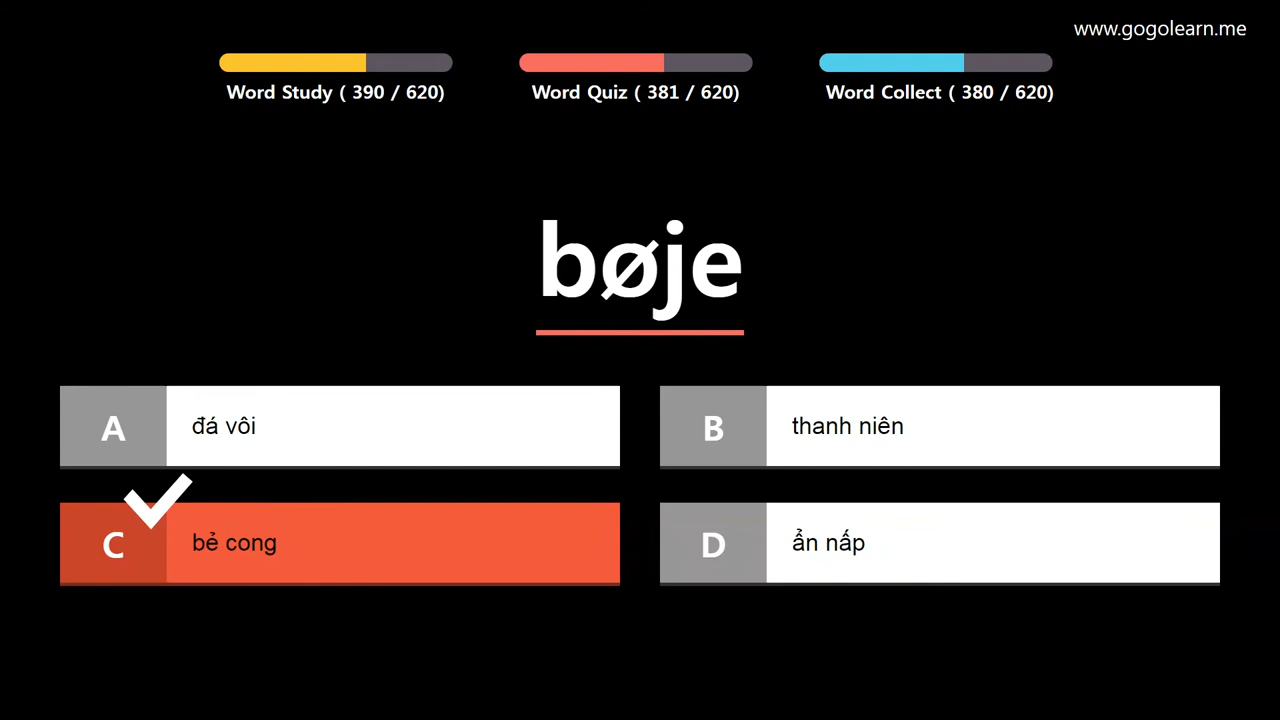 www.gogolearn.me
Word Study ( 390 / 620)
Word Quiz ( 381 / 620)
Word Collect ( 380 / 620)
bøje
A đá vôi
B thanh niên
C bẻ cong
D ẩn nấp